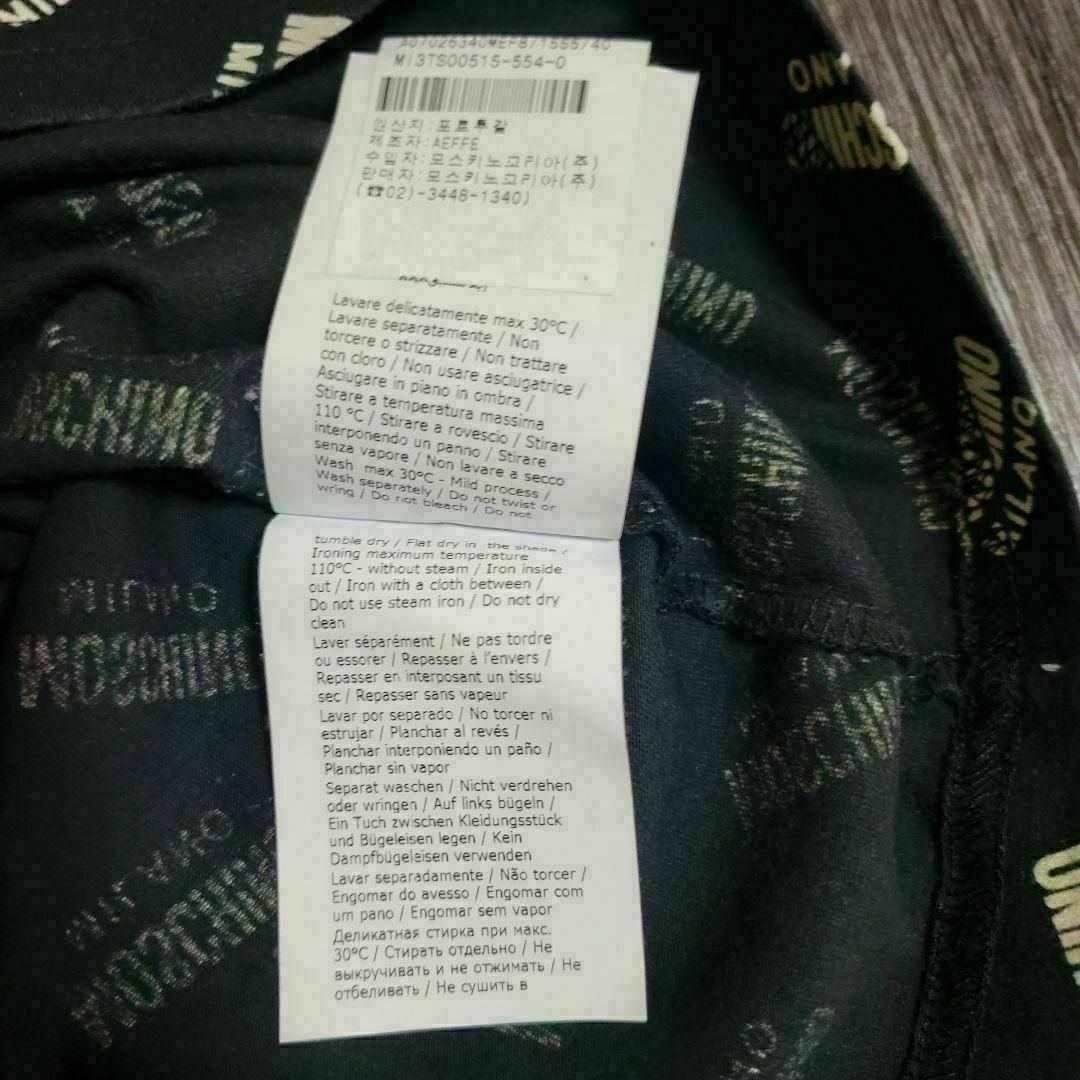 MI3TS00515-554-0
원산지:포르투갈
제조자:AEFFE
수입자:모스키노코리아(주)
판매자:모스키노코리아(주)
(☎02)-3448-1340)
Lavare delicatamente max 30°C /
Lavare separatamente / Non
torcere o strizzare / Non trattare
con cloro / Non usare asciugatrice /
Asciugare in piano in ombra /
Stirare a temperatura massima
110 °C / Stirare a rovescio / Stirare
interponendo un panno / Stirare
senza vapore / Non lavare a secco
Wash max 30°C - Mild process /
Wash separately / Do not twist or
wring / Do not bleach / Do not
tumble dry / Flat dry in the shade /
Ironing maximum temperature
110°C - without steam / Iron inside
out / Iron with a cloth between /
Do not use steam iron / Do not dry
clean
Laver séparément / Ne pas tordre
ou essorer / Repasser à l'envers /
Repasser en interposant un tissu
sec / Repasser sans vapeur
Lavar por separado / No torcer ni
estrujar / Planchar al revés /
Planchar interponiendo un paño /
Planchar sin vapor
Separat waschen / Nicht verdrehen
oder wringen / Auf links bügeln /
Ein Tuch zwischen Kleidungsstück
und Bügeleisen legen / Kein
Dampfbügeleisen verwenden
Lavar separadamente / Não torcer /
Engomar do avesso / Engomar com
um pano / Engomar sem vapor
Деликатная стирка при макс.
30°C / Стирать отдельно / Не
выкручивать и не отжимать / Не
отбеливать / Не сушить в